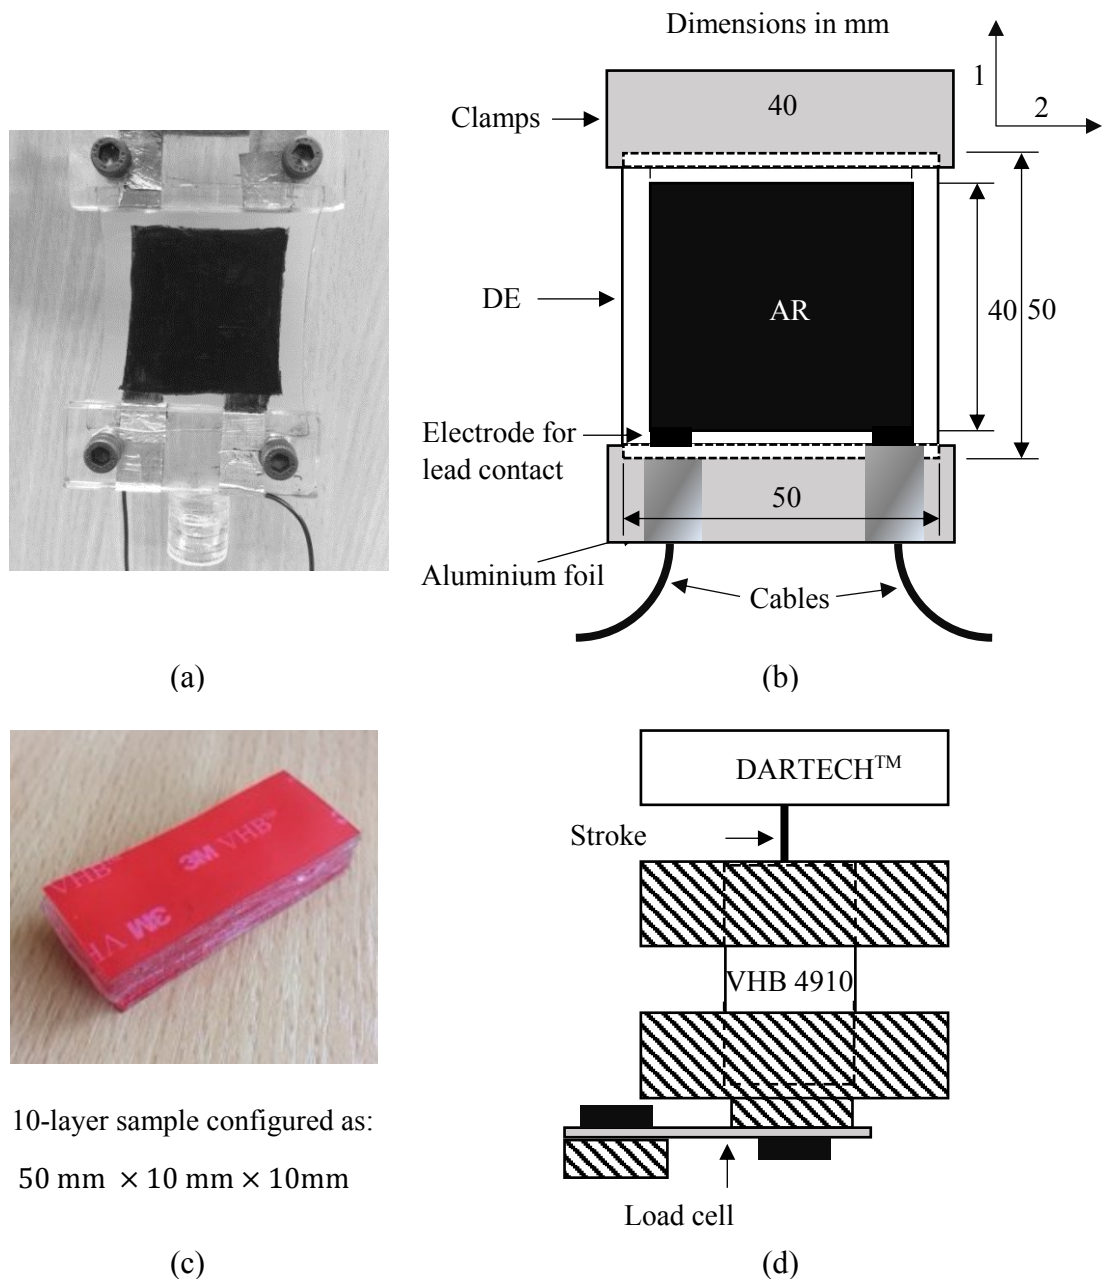 Dimensions in mm
1
2
Clamps
40
DE
AR
40
50
Electrode for
lead contact
50
Aluminium foil
Cables
(a)
(b)
VHB™
3M VHB™
3M
VHB
10-layer sample configured as:
50 mm × 10 mm × 10mm
(c)
DARTECH™
Stroke
VHB 4910
Load cell
(d)